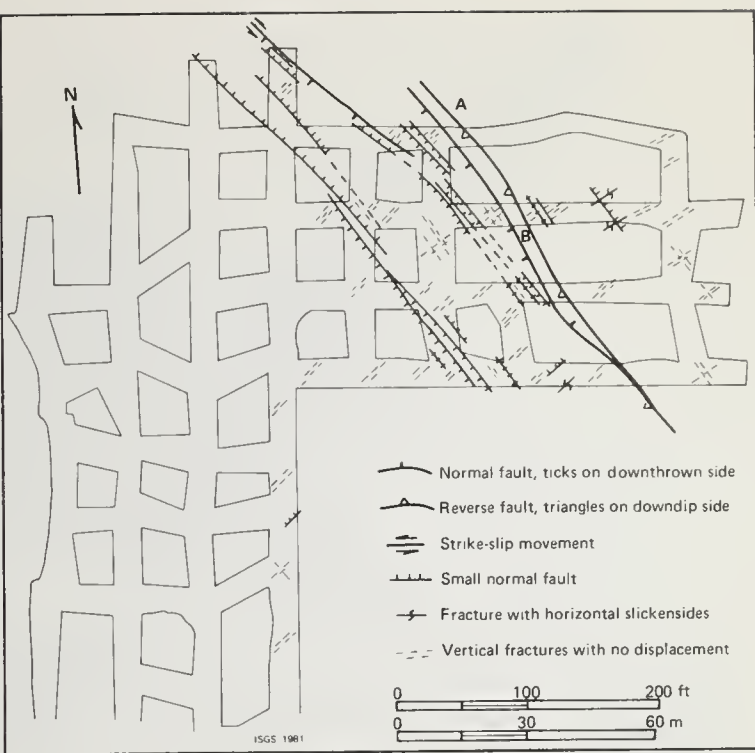 N
A
B
Normal fault, ticks on downthrown side
Reverse fault, triangles on downdip side
Strike-slip movement
Small normal fault
Fracture with horizontal slickensides
Vertical fractures with no displacement
0 100 200 ft
0 30 60 m
ISGS 1981